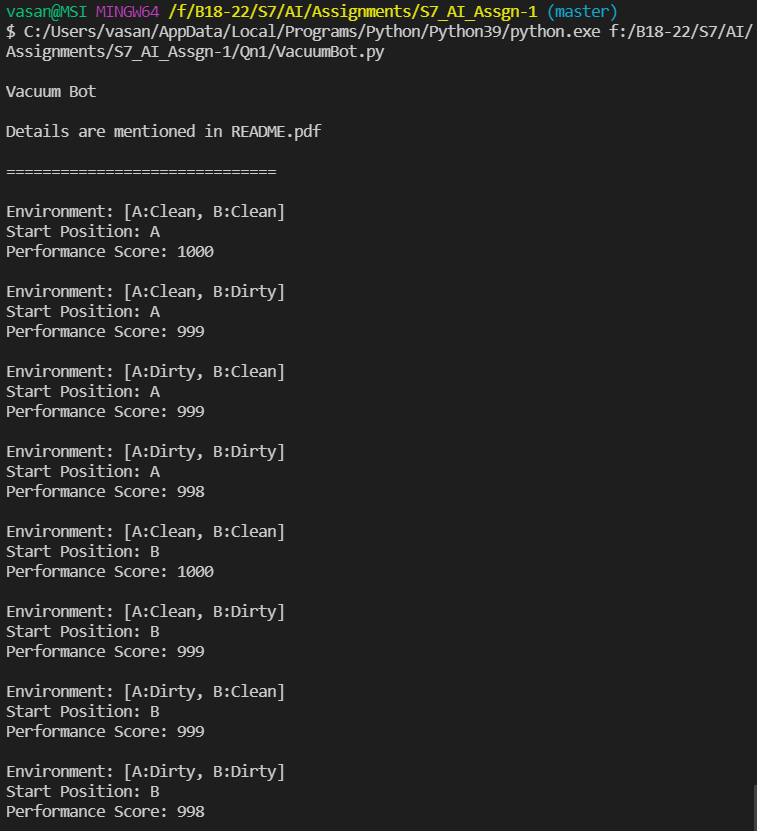 vasan@MSI MINGW64 /f/B18-22/S7/AI/Assignments/S7_AI_Assgn-1 (master)
$ C:/Users/vasan/AppData/Local/Programs/Python/Python39/python.exe f:/B18-22/S7/AI/
Assignments/S7_AI_Assgn-1/Qn1/VacuumBot.py
Vacuum Bot
Details are mentioned in README.pdf
==============================
Environment: [A:Clean, B:Clean]
Start Position: A
Performance Score: 1000
Environment: [A:Clean, B:Dirty]
Start Position: A
Performance Score: 999
Environment: [A:Dirty, B:Clean]
Start Position: A
Performance Score: 999
Environment: [A:Dirty, B:Dirty]
Start Position: A
Performance Score: 998
Environment: [A:Clean, B:Clean]
Start Position: B
Performance Score: 1000
Environment: [A:Clean, B:Dirty]
Start Position: B
Performance Score: 999
Environment: [A:Dirty, B:Clean]
Start Position: B
Performance Score: 999
Environment: [A:Dirty, B:Dirty]
Start Position: B
Performance Score: 998